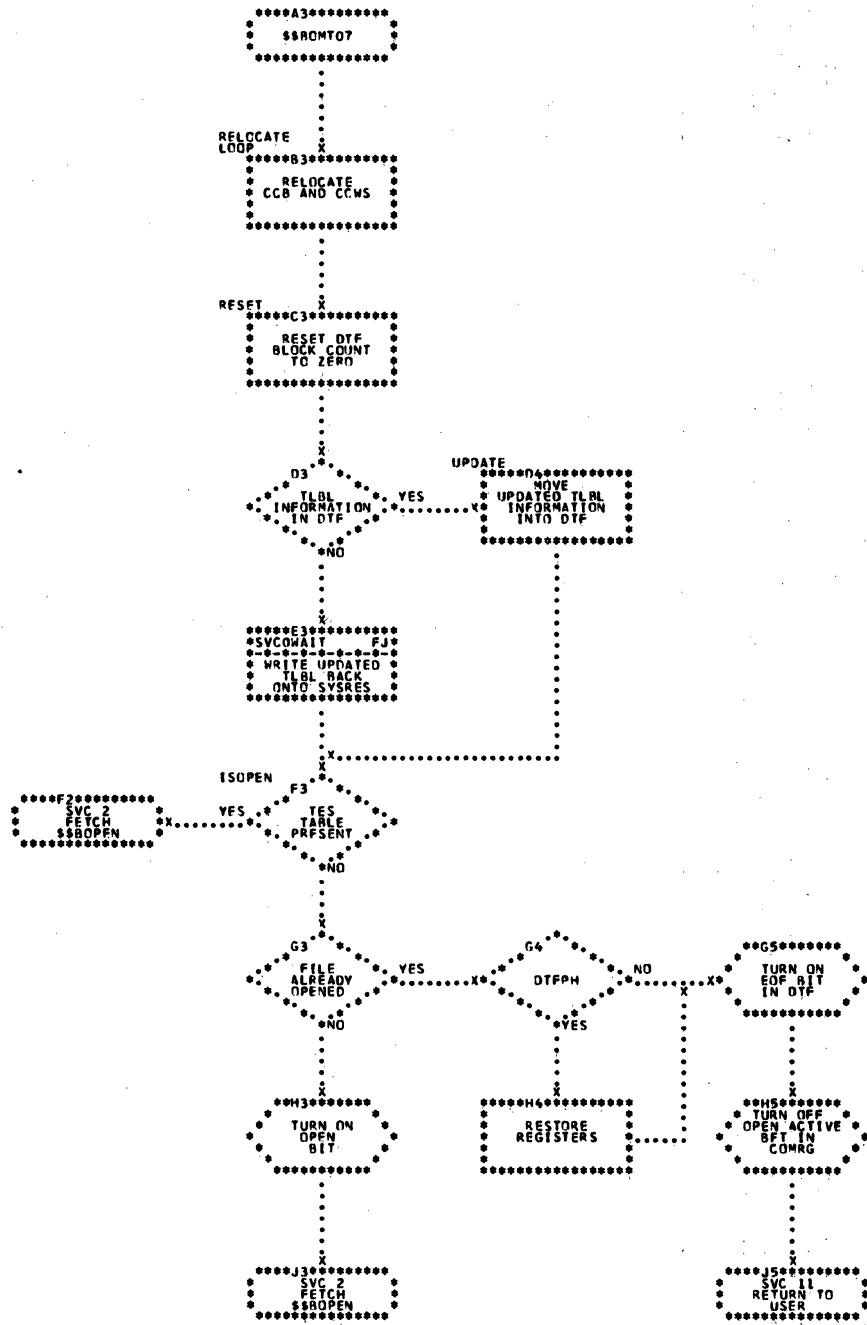 A3
$$BOMT07
RELOCATE
LOOP
B3
RELOCATE
CCB AND CCWS
RESET
C3
RESET DTF
BLOCK COUNT
TO ZERO
D3
TLBL
INFORMATION
IN DTF
YES
NO
UPDATE
D4
MOVE
UPDATED TLBL
INFORMATION
INTO DTF
E3
SVC0WAIT FJ
WRITE UPDATED
TLBL BACK
ONTO SYSRES
ISOPEN
F3
TES
TABLE
PRESENT
YES
NO
F2
SVC 2
FETCH
$$BOPEN
G3
FILE
ALREADY
OPENED
YES
NO
G4
DTFPH
NO
YES
G5
TURN ON
EOF BIT
IN DTF
H3
TURN ON
OPEN
BIT
H4
RESTORE
REGISTERS
H5
TURN OFF
OPEN ACTIVE
BFT IN
COMRG
J3
SVC 2
FETCH
$$BOPEN
J5
SVC 11
RETURN TO
USER